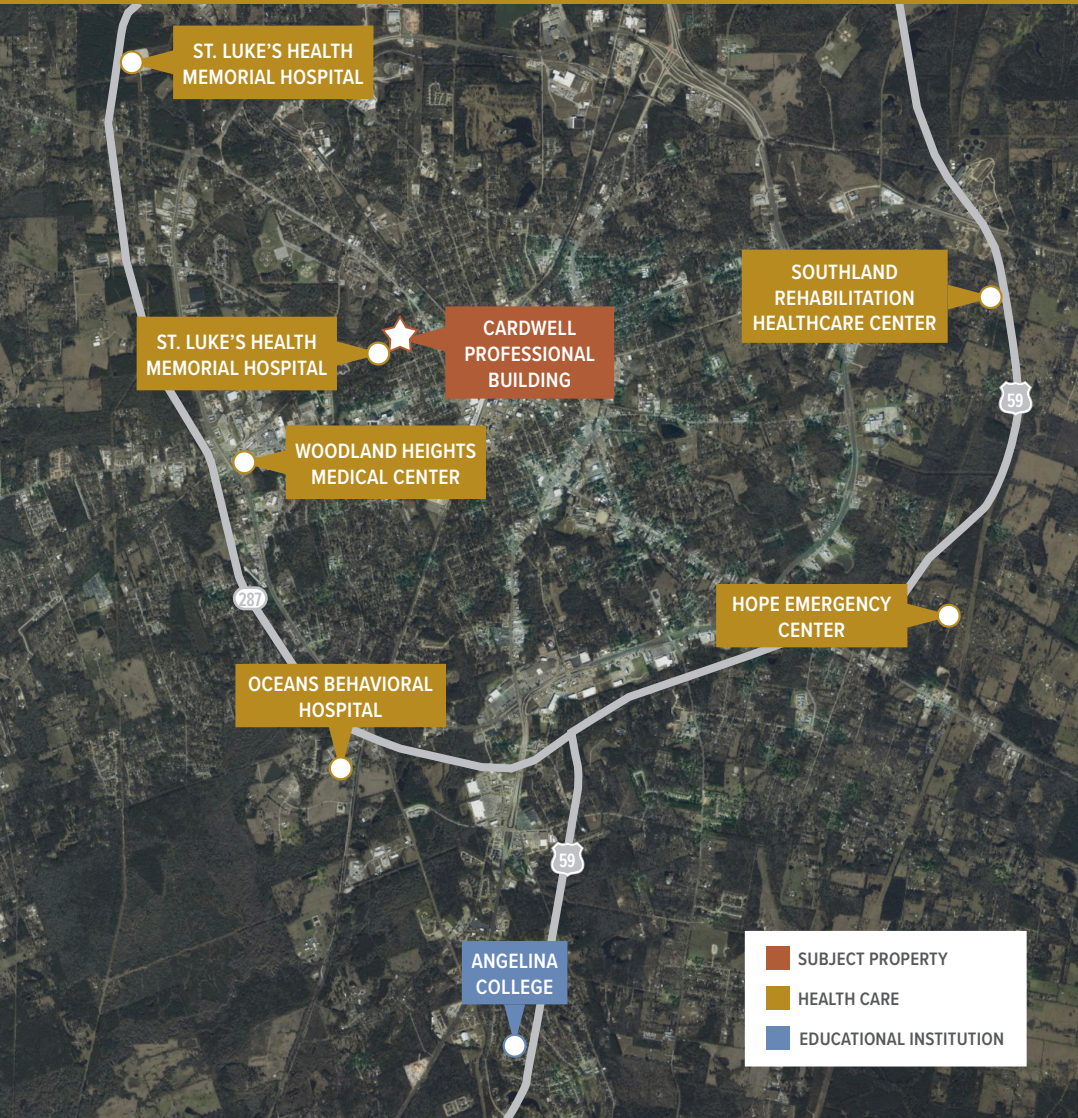 ST. LUKE'S HEALTH
MEMORIAL HOSPITAL
SOUTHLAND
REHABILITATION
HEALTHCARE CENTER
ST. LUKE'S HEALTH
MEMORIAL HOSPITAL
CARDWELL
PROFESSIONAL
BUILDING
59
WOODLAND HEIGHTS
MEDICAL CENTER
287
HOPE EMERGENCY
CENTER
OCEANS BEHAVIORAL
HOSPITAL
59
ANGELINA
COLLEGE
SUBJECT PROPERTY
HEALTH CARE
EDUCATIONAL INSTITUTION